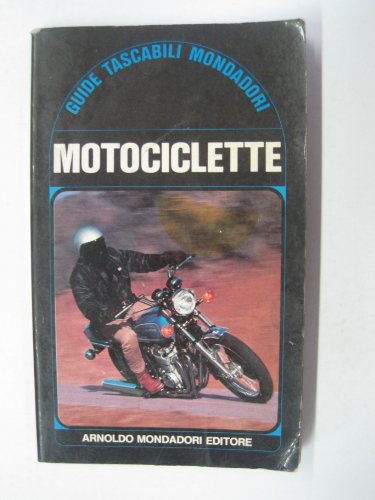 GUIDE TASCABILI MONDADORI
MOTOCICLETTE
ARNOLDO MONDADORI EDITORE